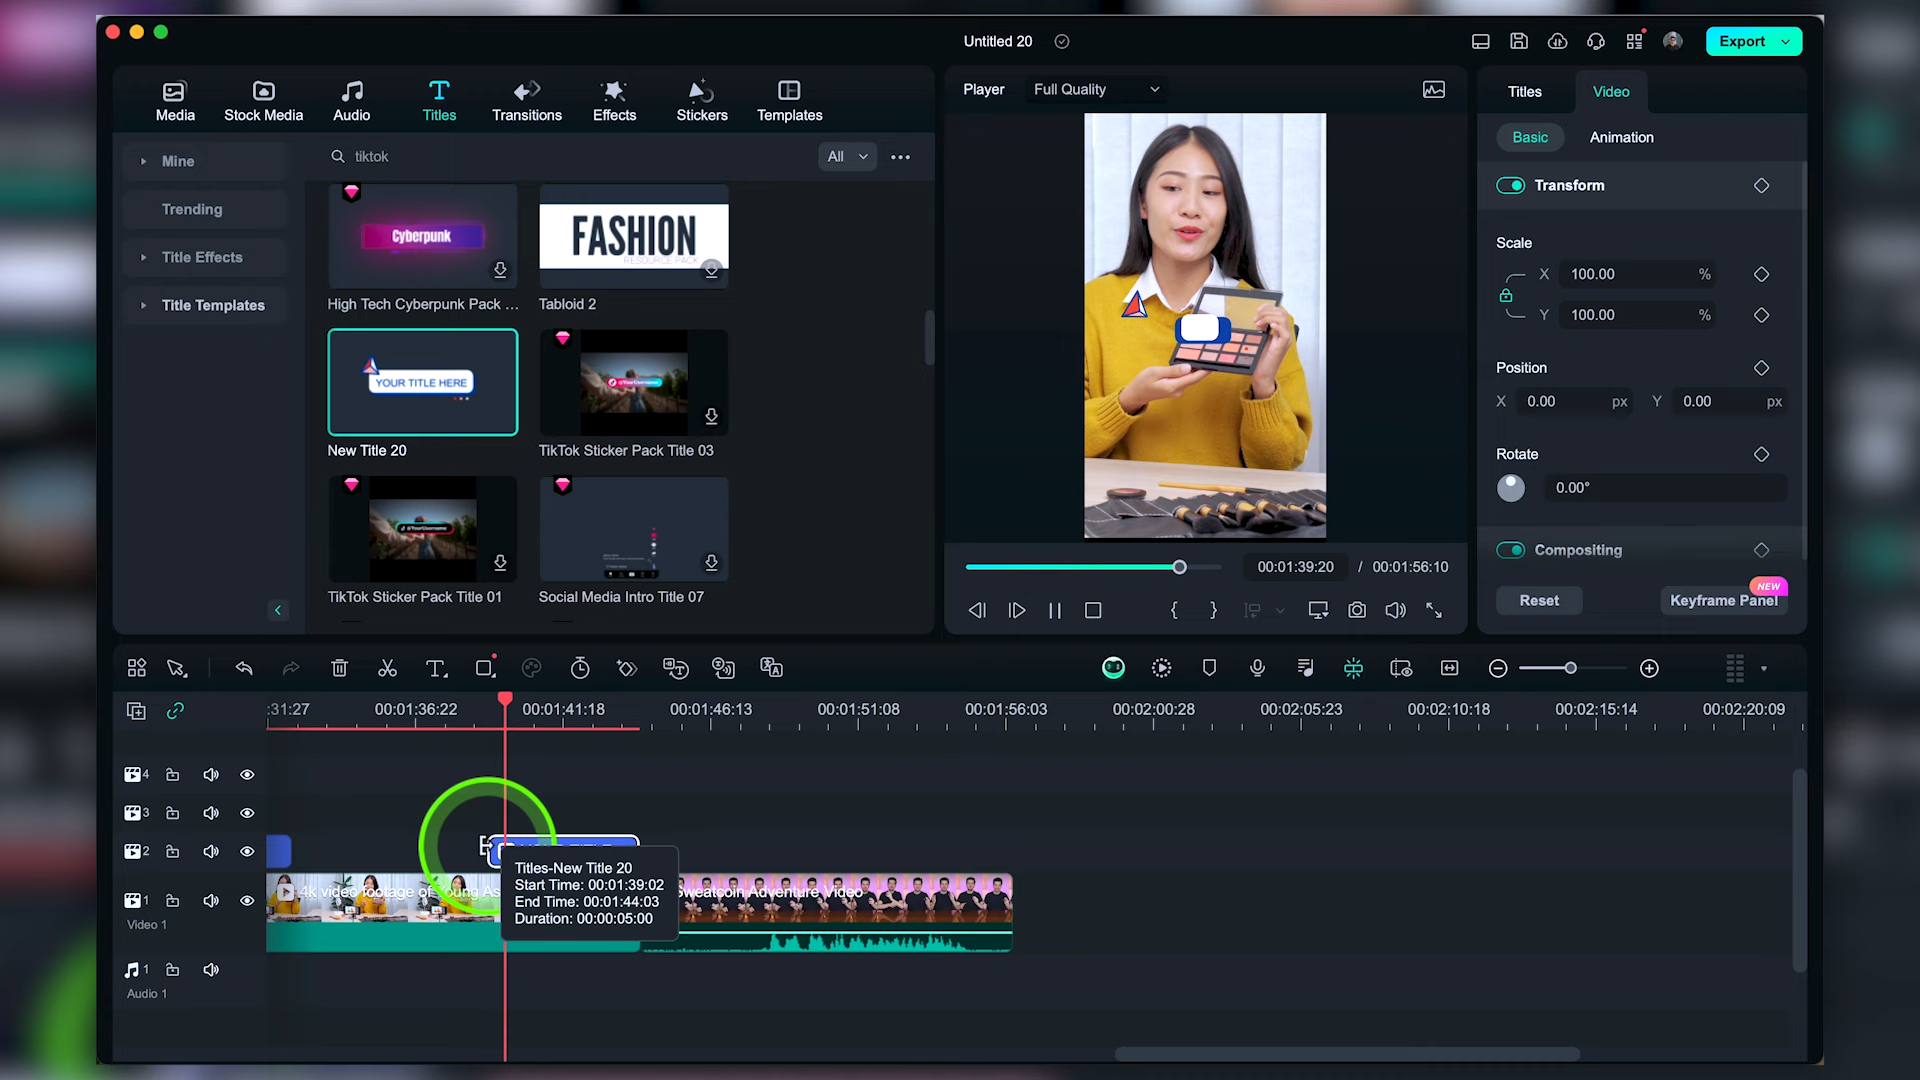 Untitled 20
Export
Media
Stock Media
Audio
Titles
Transitions
Effects
Stickers
Templates
Player
Full Quality
Titles
Video
Basic
Animation
Mine
Trending
Title Effects
Title Templates
tiktok
All
Cyberpunk
High Tech Cyberpunk Pack ...
FASHION
RESOURCE PACK
Tabloid 2
YOUR TITLE HERE
New Title 20
@YourUsername
TikTok Sticker Pack Title 03
@YourUsername
TikTok Sticker Pack Title 01
Social Media Intro Title 07
Transform
Scale
X 100.00 %
Y 100.00 %
Position
X 0.00 px Y 0.00 px
Rotate
0.00°
Compositing
NEW
Reset
Keyframe Panel
00:01:39:20 / 00:01:56:10
:31:27
00:01:36:22
00:01:41:18
00:01:46:13
00:01:51:08
00:01:56:03
00:02:00:28
00:02:05:23
00:02:10:18
00:02:15:14
00:02:20:09
4
3
2
1
Video 1
1
Audio 1
4k video footage of Young As
Sweatcoin Adventure Video
Titles-New Title 20
Start Time: 00:01:39:02
End Time: 00:01:44:03
Duration: 00:00:05:00